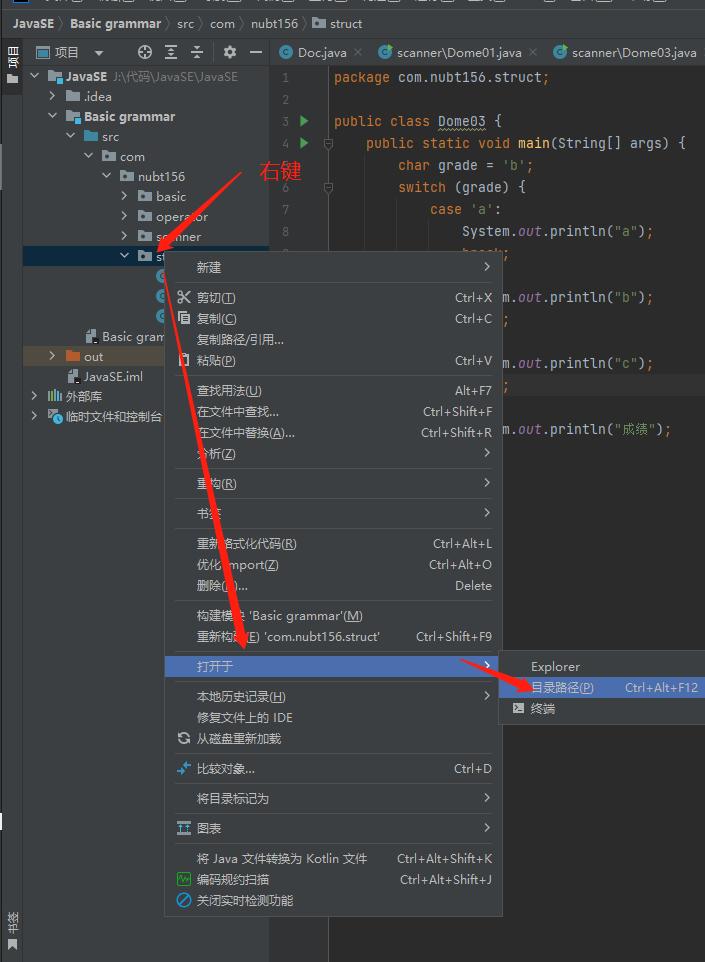 JavaSE Basic grammar src com nubt156 struct
项目
项目
Doc.java scanner\Dome01.java scanner\Dome03.java
JavaSE J:\代码\JavaSE\JavaSE
.idea
Basic grammar
src
com
nubt156
basic
operator
scanner
st
Basic gram
out
JavaSE.iml
外部库
临时文件和控制台
书签
1 package com.nubt156.struct;
2
3 public class Dome03 {
4 public static void main(String[] args) {
char grade = 'b';
6 switch (grade) {
7 case 'a':
8 System.out.println("a");
m.out.println("b");
;
m.out.println("c");
;
m.out.println("成绩");
右键
新建
剪切(T) Ctrl+X
复制(C) Ctrl+C
复制路径/引用...
粘贴(P) Ctrl+V
查找用法(U) Alt+F7
在文件中查找... Ctrl+Shift+F
在文件中替换(A)... Ctrl+Shift+R
分析(Z)
重构(R)
书签
重新格式化代码(R) Ctrl+Alt+L
优化 import(Z) Ctrl+Alt+O
删除 ... Delete
构建模块 'Basic grammar'(M)
重新构建(E) 'com.nubt156.struct' Ctrl+Shift+F9
打开于
本地历史记录(H)
修复文件上的 IDE
从磁盘重新加载
比较对象... Ctrl+D
将目录标记为
图表
将 Java 文件转换为 Kotlin 文件 Ctrl+Alt+Shift+K
编码规约扫描 Ctrl+Alt+Shift+J
关闭实时检测功能
Explorer
目录路径(P) Ctrl+Alt+F12
终端